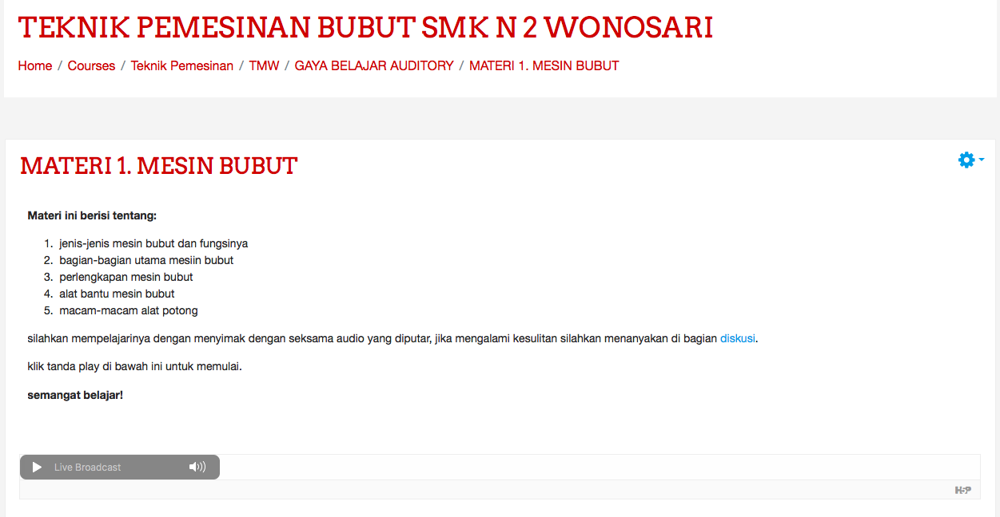 TEKNIK PEMESINAN BUBUT SMK N 2 WONOSARI
Home / Courses / Teknik Pemesinan / TMW / GAYA BELAJAR AUDITORY / MATERI 1. MESIN BUBUT
MATERI 1. MESIN BUBUT
Materi ini berisi tentang:
1. jenis-jenis mesin bubut dan fungsinya
2. bagian-bagian utama mesiin bubut
3. perlengkapan mesin bubut
4. alat bantu mesin bubut
5. macam-macam alat potong
silahkan mempelajarinya dengan menyimak dengan seksama audio yang diputar, jika mengalami kesulitan silahkan menanyakan di bagian diskusi.
klik tanda play di bawah ini untuk memulai.
semangat belajar!
Live Broadcast
H5P